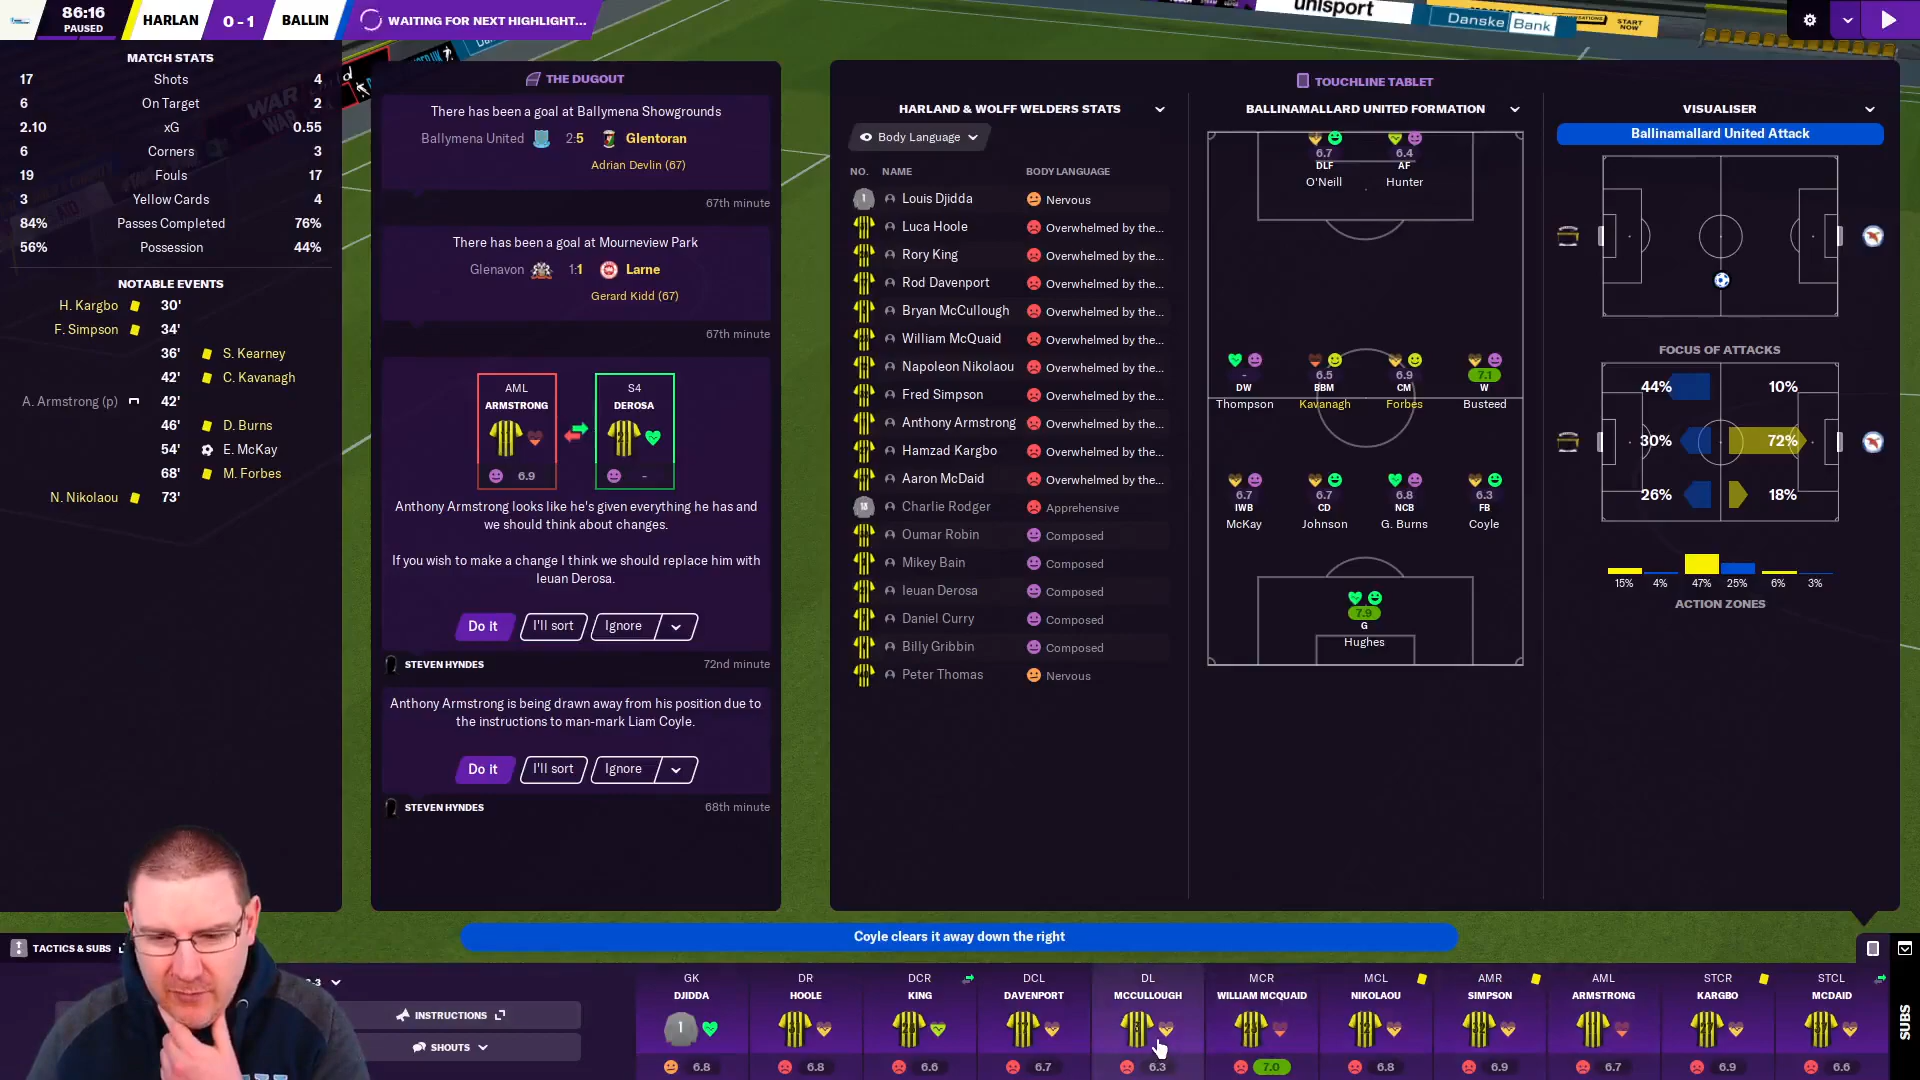 86:16
PAUSED
HARLAN
0 - 1
BALLIN
WAITING FOR NEXT HIGHLIGHT...
unisport
Danske Bank
START NOW
MATCH STATS
17 Shots 4
6 On Target 2
2.10 xG 0.55
6 Corners 3
19 Fouls 17
3 Yellow Cards 4
84% Passes Completed 76%
56% Possession 44%
NOTABLE EVENTS
H. Kargbo 30'
F. Simpson 34'
36' S. Kearney
42' C. Kavanagh
A. Armstrong (p) 42'
46' D. Burns
54' E. McKay
68' M. Forbes
N. Nikolaou 73'
THE DUGOUT
There has been a goal at Ballymena Showgrounds
Ballymena United 2:5 Glentoran
Adrian Devlin (67)
67th minute
There has been a goal at Mourneview Park
Glenavon 1:1 Larne
Gerard Kidd (67)
67th minute
AML S4
ARMSTRONG DEROSA
6.9 -
Anthony Armstrong looks like he's given everything he has and
we should think about changes.
If you wish to make a change I think we should replace him with
Ieuan Derosa.
Do it I'll sort Ignore
STEVEN HYNDES 72nd minute
Anthony Armstrong is being drawn away from his position due to
the instructions to man-mark Liam Coyle.
Do it I'll sort Ignore
STEVEN HYNDES 68th minute
TOUCHLINE TABLET
HARLAND & WOLFF WELDERS STATS
Body Language
NO. NAME BODY LANGUAGE
1 Louis Djidda Nervous
Luca Hoole Overwhelmed by the...
Rory King Overwhelmed by the...
Rod Davenport Overwhelmed by the...
Bryan McCullough Overwhelmed by the...
William McQuaid Overwhelmed by the...
Napoleon Nikolaou Overwhelmed by the...
Fred Simpson Overwhelmed by the...
Anthony Armstrong Overwhelmed by the...
Hamzad Kargbo Overwhelmed by the...
Aaron McDaid Overwhelmed by the...
Charlie Rodger Apprehensive
Oumar Robin Composed
Mikey Bain Composed
Ieuan Derosa Composed
Daniel Curry Composed
Billy Gribbin Composed
Peter Thomas Nervous
BALLINAMALLARD UNITED FORMATION
6.7 6.4
DLF AF
O'Neill Hunter
- 6.5 6.9 7.1
DW BBM CM W
Thompson Kavanagh Forbes Busteed
6.7 6.7 6.8 6.3
IWB CD NCB FB
McKay Johnson G. Burns Coyle
7.9
G
Hughes
VISUALISER
Ballinamallard United Attack
FOCUS OF ATTACKS
44% 10%
30% 72%
26% 18%
15% 4% 47% 25% 6% 3%
ACTION ZONES
Coyle clears it away down the right
TACTICS & SUBS
INSTRUCTIONS
SHOUTS
GK DR DCR DCL DL MCR MCL AMR AML STCR STCL
DJIDDA HOOLE KING DAVENPORT MCCULLOUGH WILLIAM MCQUAID NIKOLAOU SIMPSON ARMSTRONG KARGBO MCDAID
6.8 6.8 6.6 6.7 6.3 7.0 6.8 6.9 6.7 6.9 6.6
SUBS